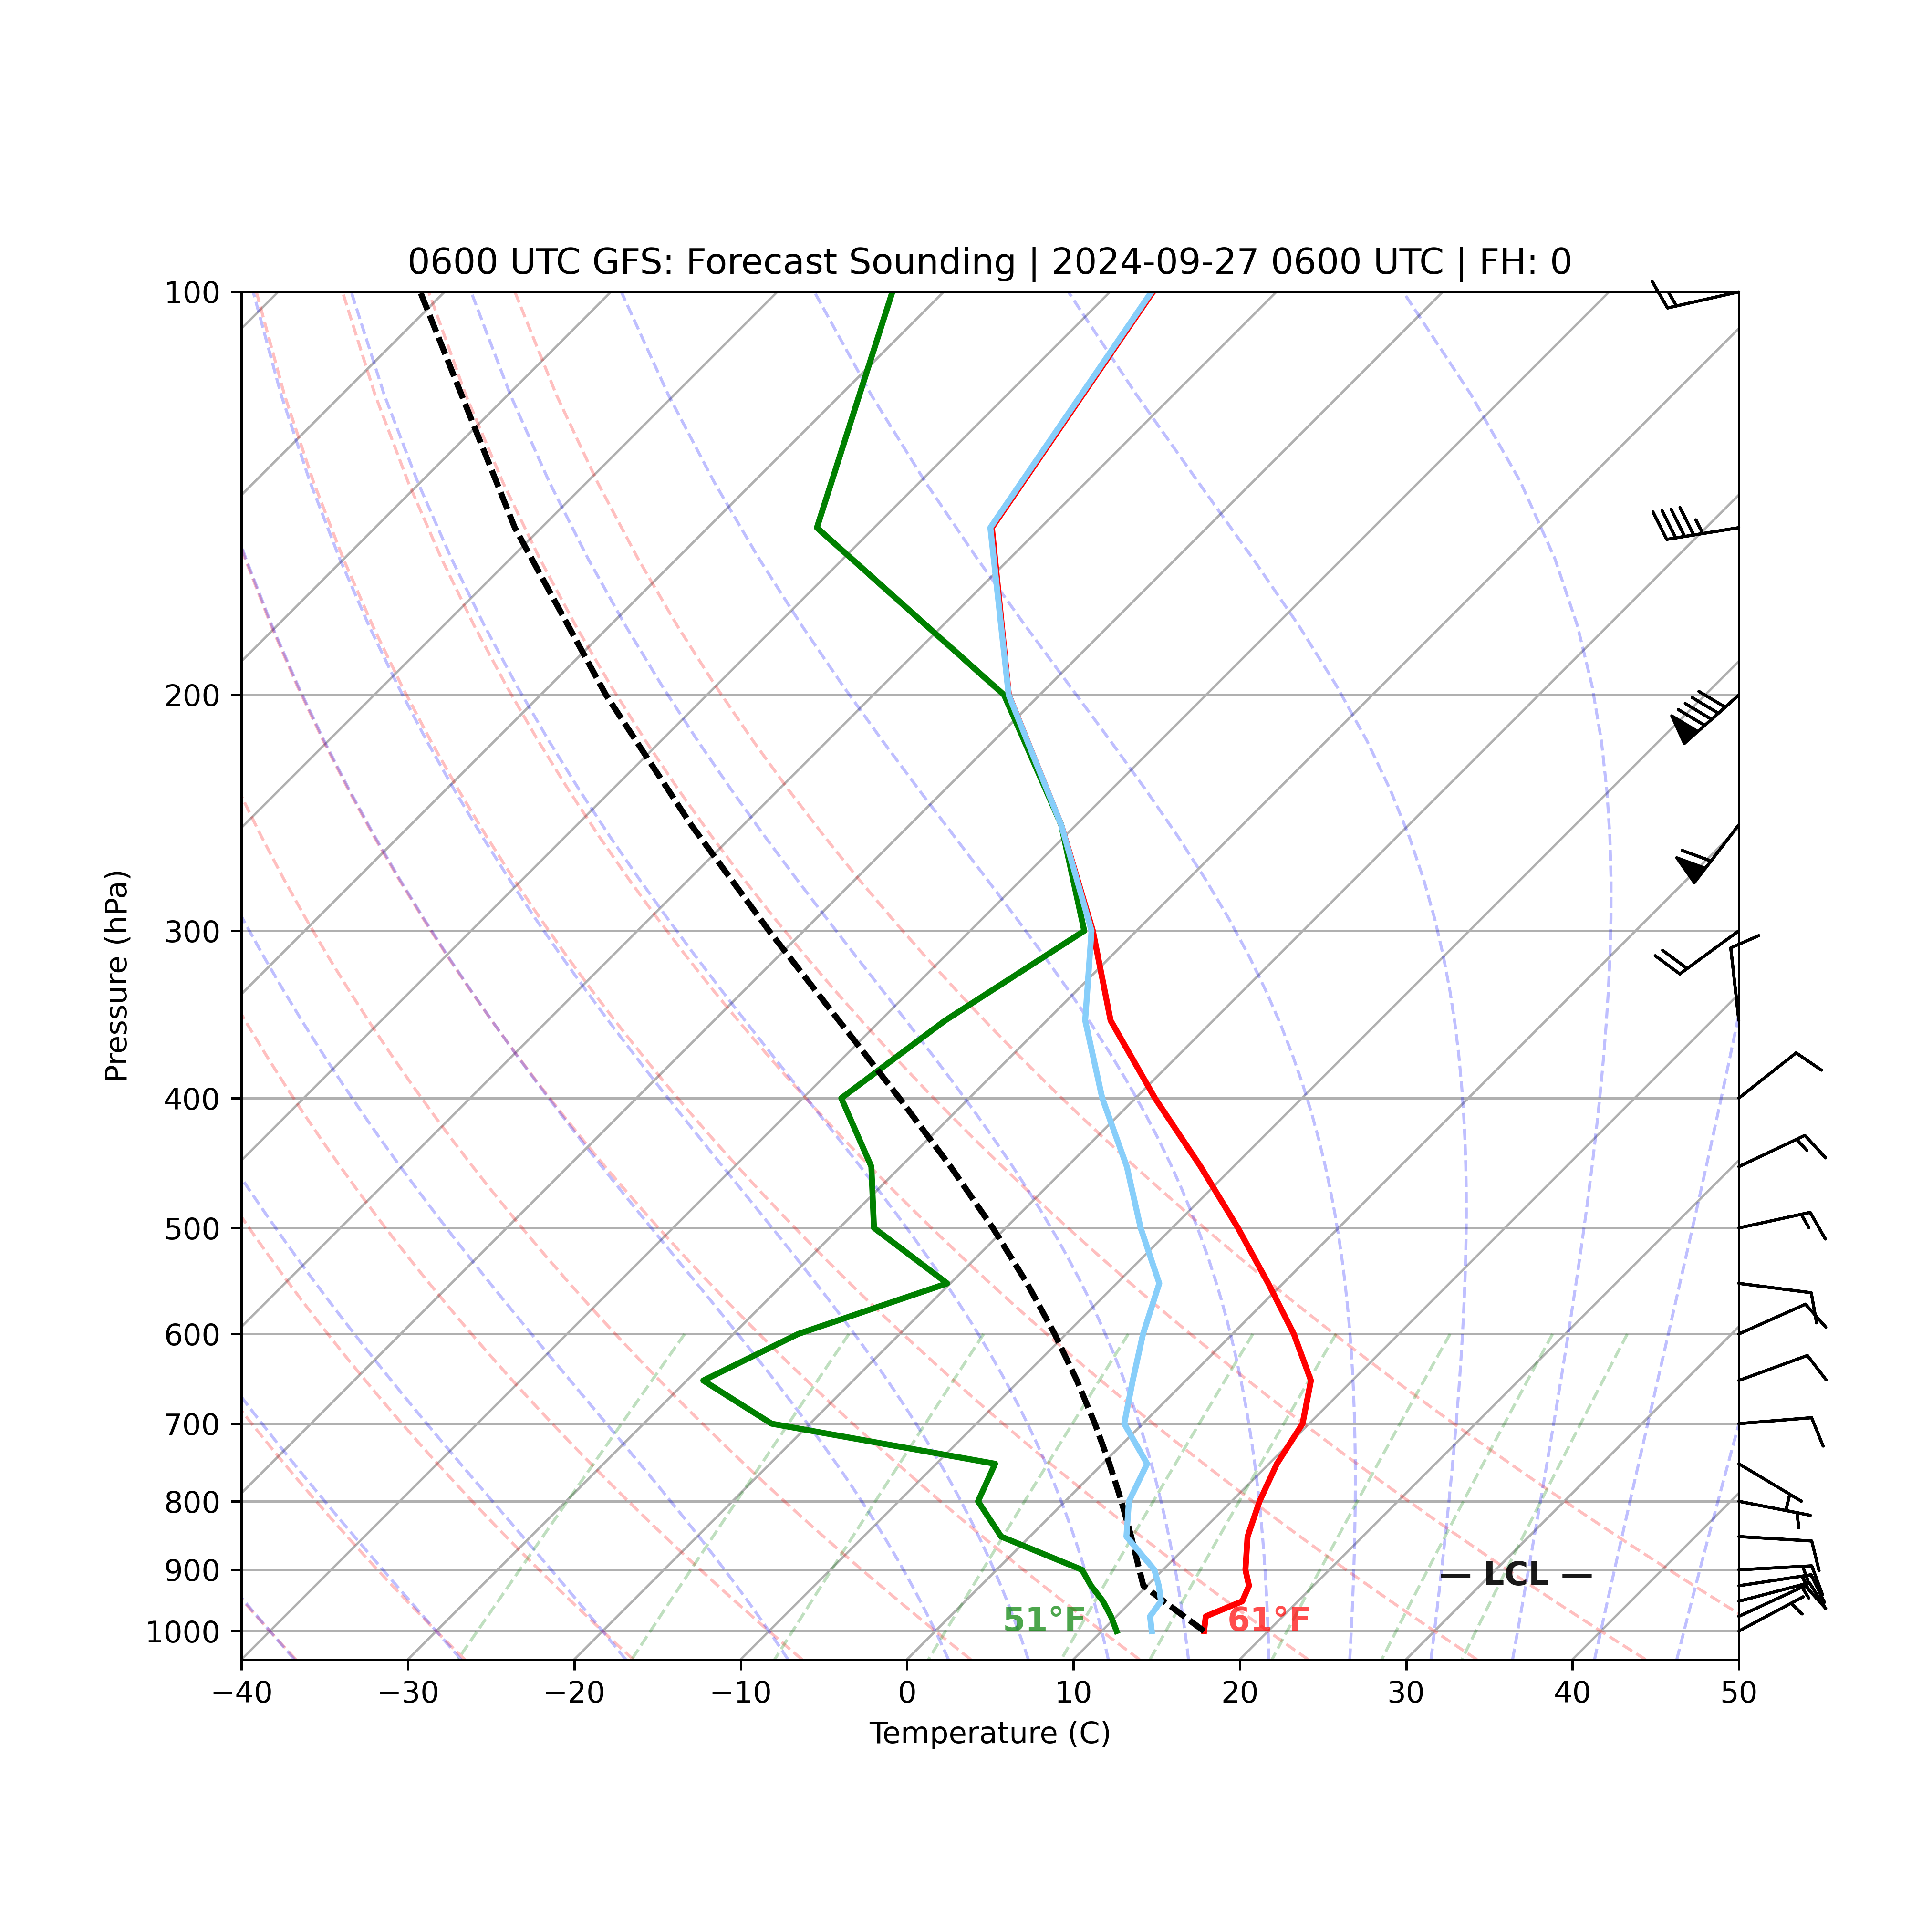 0600 UTC GFS: Forecast Sounding | 2024-09-27 0600 UTC | FH: 0
100
200
300
400
500
600
700
800
900
1000
Pressure (hPa)
— LCL —
51°F
61°F
−40 −30 −20 −10 0 10 20 30 40 50
Temperature (C)